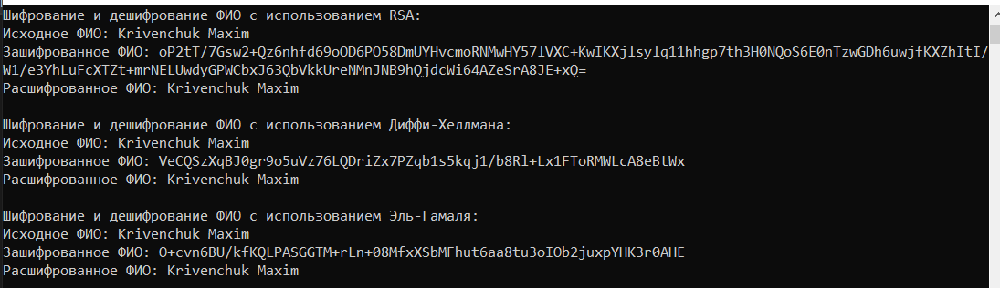 Шифрование и дешифрование ФИО с использованием RSA:
Исходное ФИО: Krivenchuk Maxim
Зашифрованное ФИО: oP2tT/7Gsw2+Qz6nhfd69oOD6PO58DmUYHvcmoRNMwHY57lVXC+KwIKXjlsylq11hhgp7th3H0NQoS6E0nTzwGDh6uwjfKXZhItI/
W1/e3YhLuFcXTZt+mrNELUwdyGPWCbxJ63QbVkkUreNMnJNB9hQjdcWi64AZeSrA8JE+xQ=
Расшифрованное ФИО: Krivenchuk Maxim
Шифрование и дешифрование ФИО с использованием Диффи-Хеллмана:
Исходное ФИО: Krivenchuk Maxim
Зашифрованное ФИО: VeCQSzXqBJ0gr9o5uVz76LQDriZx7PZqb1s5kqj1/b8Rl+Lx1FToRMWLcA8eBtWx
Расшифрованное ФИО: Krivenchuk Maxim
Шифрование и дешифрование ФИО с использованием Эль-Гамаля:
Исходное ФИО: Krivenchuk Maxim
Зашифрованное ФИО: O+cvn6BU/kfKQLPASGGTM+rLn+08MfxXSbMFhut6aa8tu3oIOb2juxpYHK3r0AHE
Расшифрованное ФИО: Krivenchuk Maxim